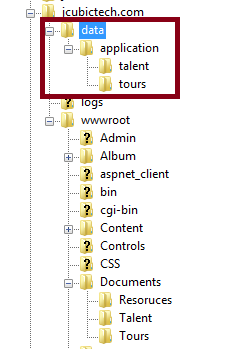 jcubictech.com
data
application
talent
tours
logs
wwwroot
Admin
Album
aspnet_client
bin
cgi-bin
Content
Controls
CSS
Documents
Resoruces
Talent
Tours